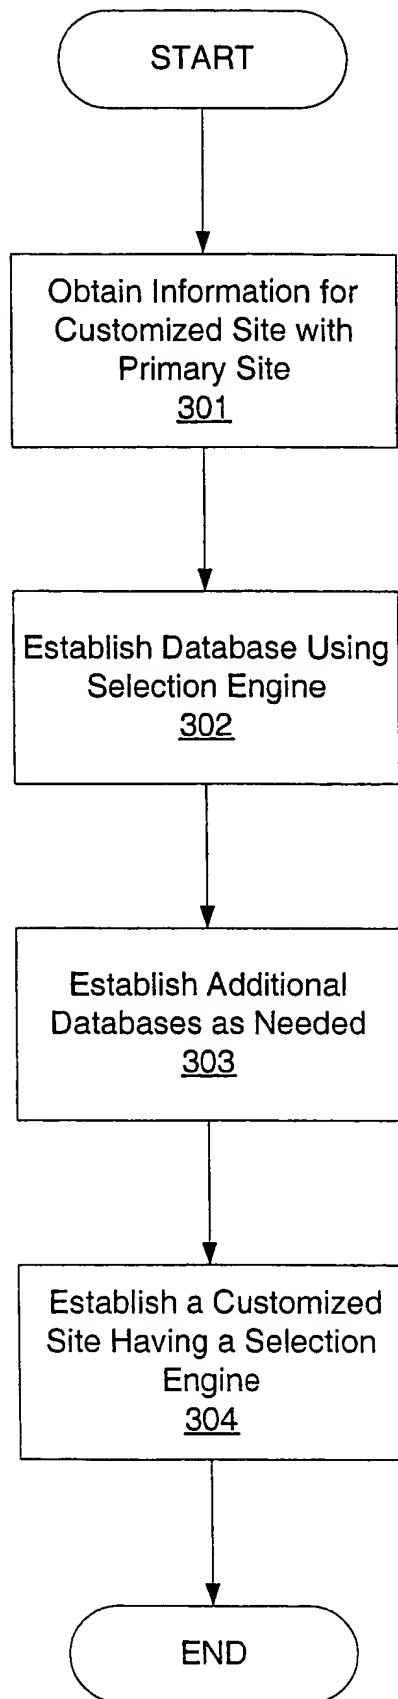 START
Obtain Information for
Customized Site with
Primary Site
301
Establish Database Using
Selection Engine
302
Establish Additional
Databases as Needed
303
Establish a Customized
Site Having a Selection
Engine
304
END